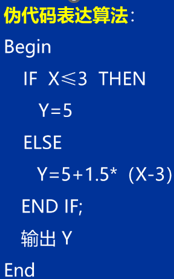 伪代码表达算法:
Begin
IF X≤3 THEN
Y=5
ELSE
Y=5+1.5*（X-3）
END IF;
输出 Y
End